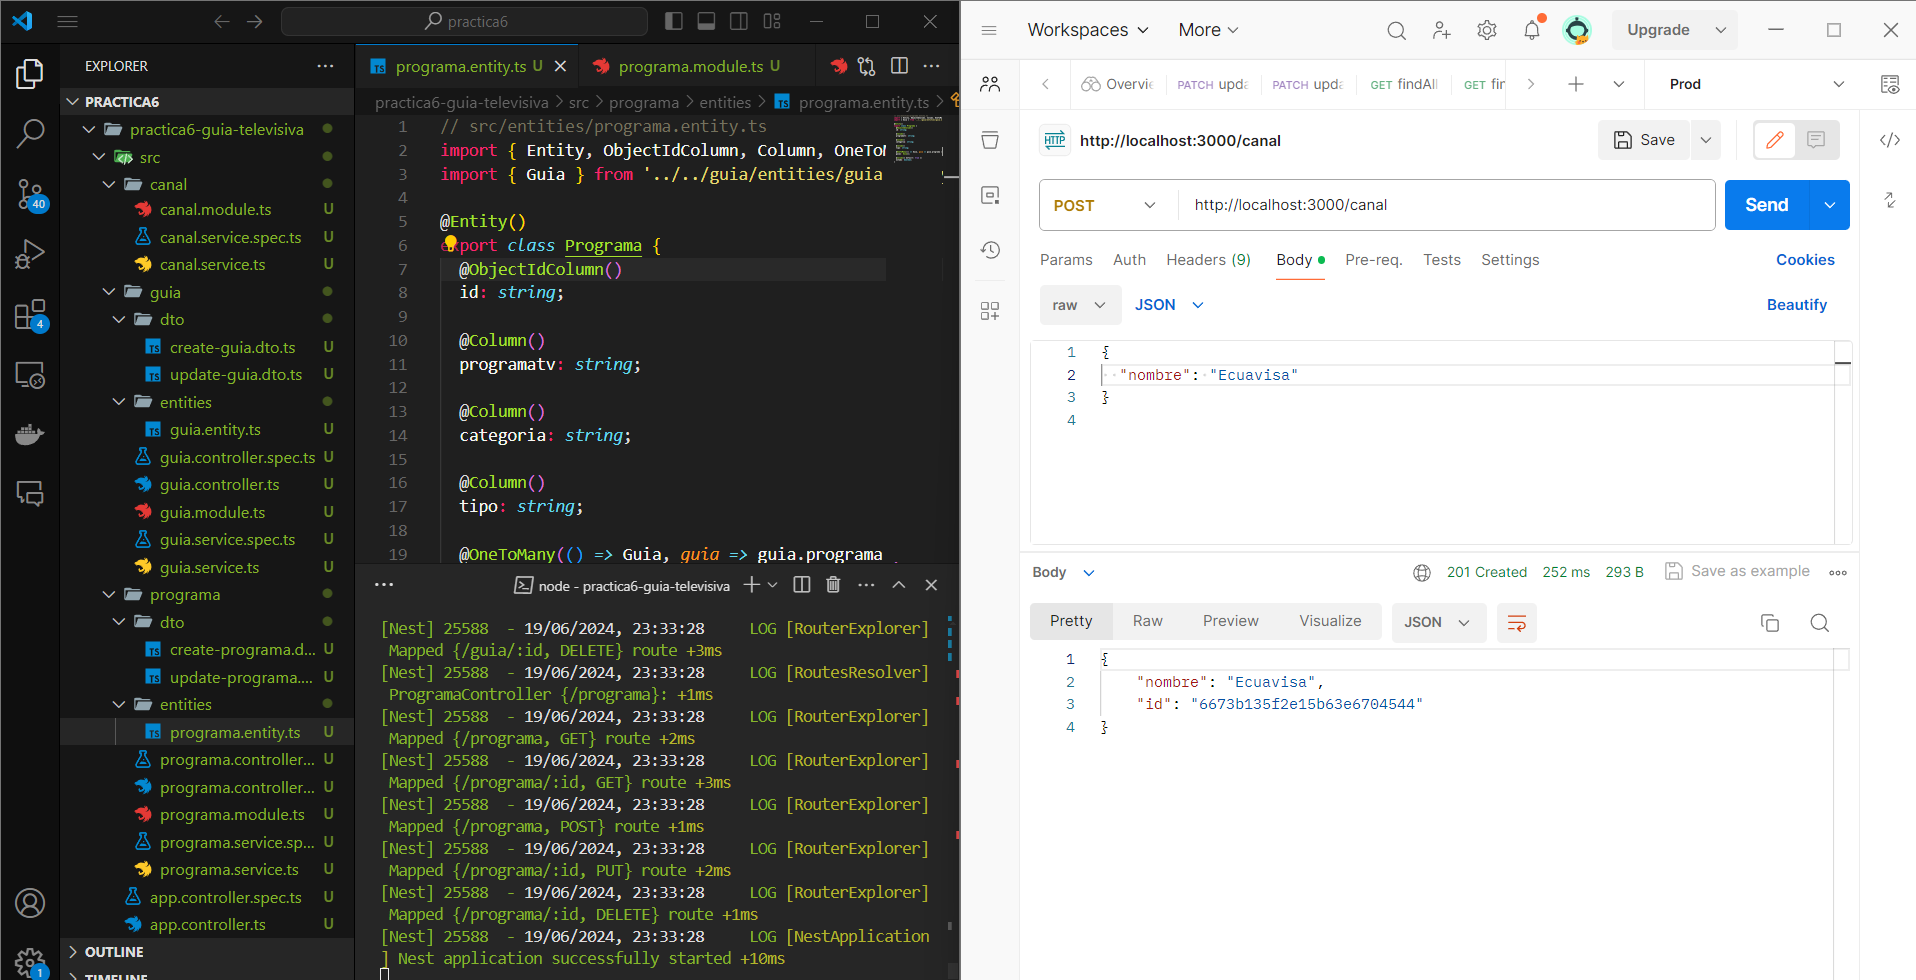 practica6
EXPLORER
PRACTICA6
practica6-guia-televisiva
src
canal
canal.module.ts U
canal.service.spec.ts U
canal.service.ts U
guia
dto
create-guia.dto.ts U
update-guia.dto.ts U
entities
guia.entity.ts U
guia.controller.spec.ts U
guia.controller.ts U
guia.module.ts U
guia.service.spec.ts U
guia.service.ts U
programa
dto
create-programa.d... U
update-programa.... U
entities
programa.entity.ts U
programa.controller... U
programa.controller... U
programa.module.ts U
programa.service.sp... U
programa.service.ts U
app.controller.spec.ts U
app.controller.ts U
OUTLINE
TIMELINE
40
4
1
programa.entity.ts U
programa.module.ts U
practica6-guia-televisiva > src > programa > entities > programa.entity.ts >
1 // src/entities/programa.entity.ts
2 import { Entity, ObjectIdColumn, Column, OneToM
3 import { Guia } from '../../guia/entities/guia
4
5 @Entity()
6 export class Programa {
7 @ObjectIdColumn()
8 id: string;
9
10 @Column()
11 programatv: string;
12
13 @Column()
14 categoria: string;
15
16 @Column()
17 tipo: string;
18
19 @OneToMany(() => Guia, guia => guia.programa
node - practica6-guia-televisiva
[Nest] 25588 - 19/06/2024, 23:33:28 LOG [RouterExplorer]
Mapped {/guia/:id, DELETE} route +3ms
[Nest] 25588 - 19/06/2024, 23:33:28 LOG [RoutesResolver]
ProgramaController {/programa}: +1ms
[Nest] 25588 - 19/06/2024, 23:33:28 LOG [RouterExplorer]
Mapped {/programa, GET} route +2ms
[Nest] 25588 - 19/06/2024, 23:33:28 LOG [RouterExplorer]
Mapped {/programa/:id, GET} route +3ms
[Nest] 25588 - 19/06/2024, 23:33:28 LOG [RouterExplorer]
Mapped {/programa, POST} route +1ms
[Nest] 25588 - 19/06/2024, 23:33:28 LOG [RouterExplorer]
Mapped {/programa/:id, PUT} route +2ms
[Nest] 25588 - 19/06/2024, 23:33:28 LOG [RouterExplorer]
Mapped {/programa/:id, DELETE} route +1ms
[Nest] 25588 - 19/06/2024, 23:33:28 LOG [NestApplication
] Nest application successfully started +10ms
Workspaces More Upgrade
Overvie PATCH upda PATCH upda GET findAll GET fin Prod
HTTP http://localhost:3000/canal Save
POST http://localhost:3000/canal Send
Params Auth Headers (9) Body Pre-req. Tests Settings Cookies
raw JSON Beautify
1 {
2 "nombre": "Ecuavisa"
3 }
4
Body 201 Created 252 ms 293 B Save as example
Pretty Raw Preview Visualize JSON
1 {
2 "nombre": "Ecuavisa",
3 "id": "6673b135f2e15b63e6704544"
4 }